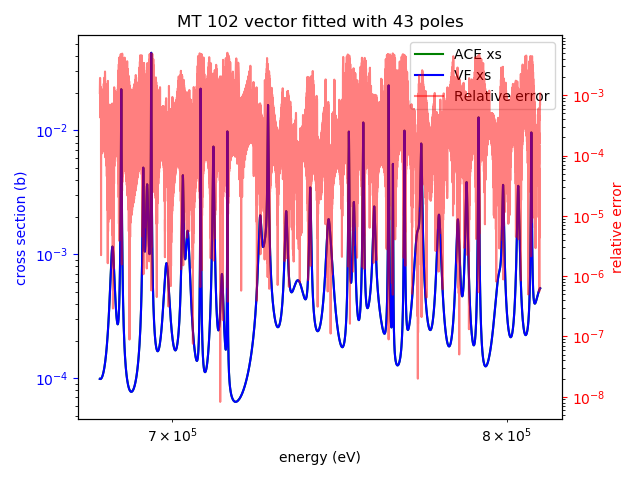 MT 102 vector fitted with 43 poles
ACE xs
VF xs
Relative error
10⁻²
10⁻³
10⁻⁴
cross section (b)
10⁻³
10⁻⁴
10⁻⁵
10⁻⁶
10⁻⁷
10⁻⁸
relative error
7 × 10⁵
8 × 10⁵
energy (eV)